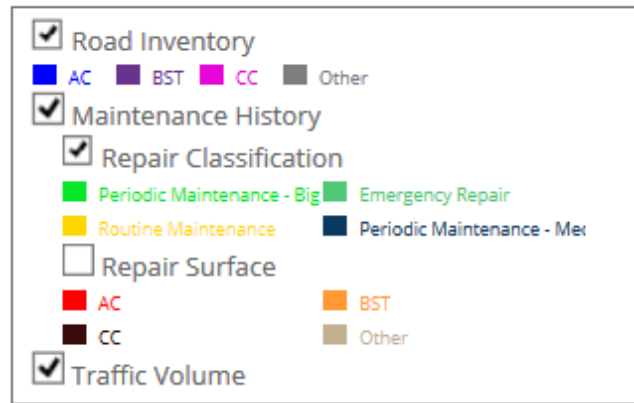 Road Inventory
AC BST CC Other
Maintenance History
Repair Classification
Periodic Maintenance - Big Emergency Repair
Routine Maintenance Periodic Maintenance - Med
Repair Surface
AC BST
CC Other
Traffic Volume